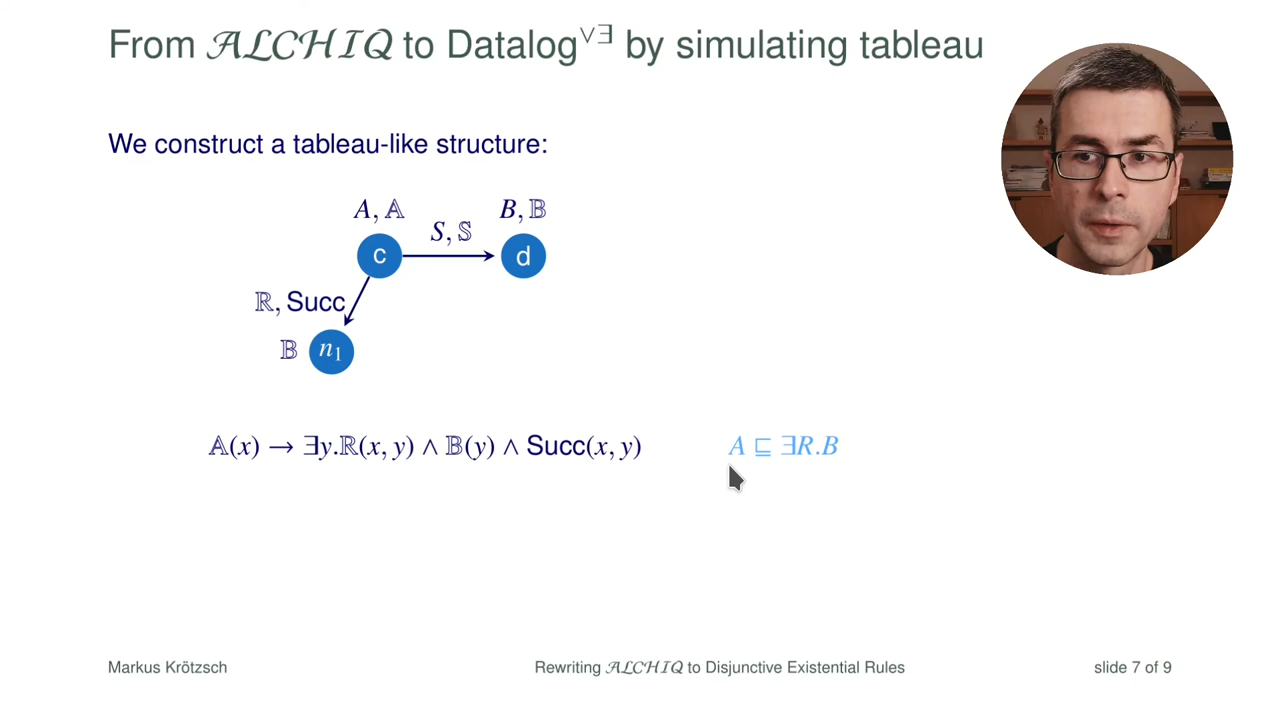 From 𝒜ℒ𝒞ℋℐ𝒬 to Datalog^∨∃ by simulating tableau
We construct a tableau-like structure:
A, 𝔸
B, 𝔹
S, 𝕊
c
d
ℝ, Succ
𝔹
n₁
𝔸(x) → ∃y.ℝ(x, y) ∧ 𝔹(y) ∧ Succ(x, y)
A ⊑ ∃R.B
Markus Krötzsch
Rewriting 𝒜ℒ𝒞ℋℐ𝒬 to Disjunctive Existential Rules
slide 7 of 9